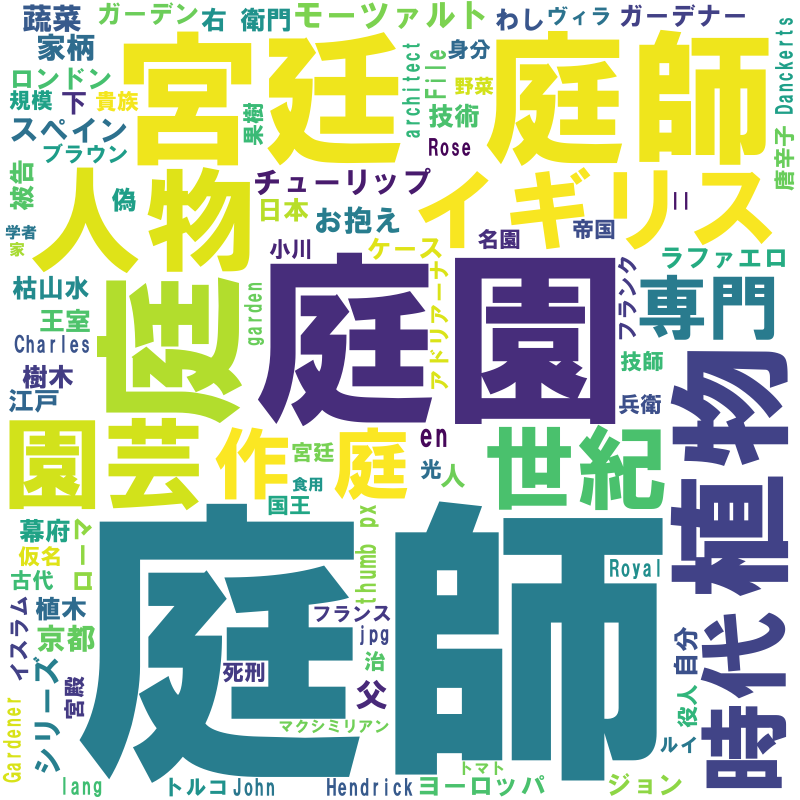 蔬菜
ガーデン
右
衛門
モーツァルト
わし
ヴィラ
ガーデナー
家柄
宮廷
庭師
architect
File
身分
野菜
Danckerts
ロンドン
規模
下
貴族
果樹
技術
スペイン
Rose
ブラウン
唐辛子
被告
偽
人物
チューリップ
イギリス
||
日本
お抱え
学者
家
小川
ケース
名園
帝国
ラファエロ
枯山水
庭
garden
庭園
アドリアーナ
フランク
専門
王室
Charles
樹木
技師
江戸
兵衛
植物
園芸
作庭
en
世紀
宮廷
光
人
食用
国王
幕府
ローマ
仮名
古代
庭師
thumb
px
Royal
イスラム
植木
フランス
jpg
京都
時代
自分
治
シリーズ
宮殿
死刑
父
役人
Gardener
マクシミリアン
ルイ
トマト
lang
トルコ
John
Hendrick
ヨーロッパ
ジョン